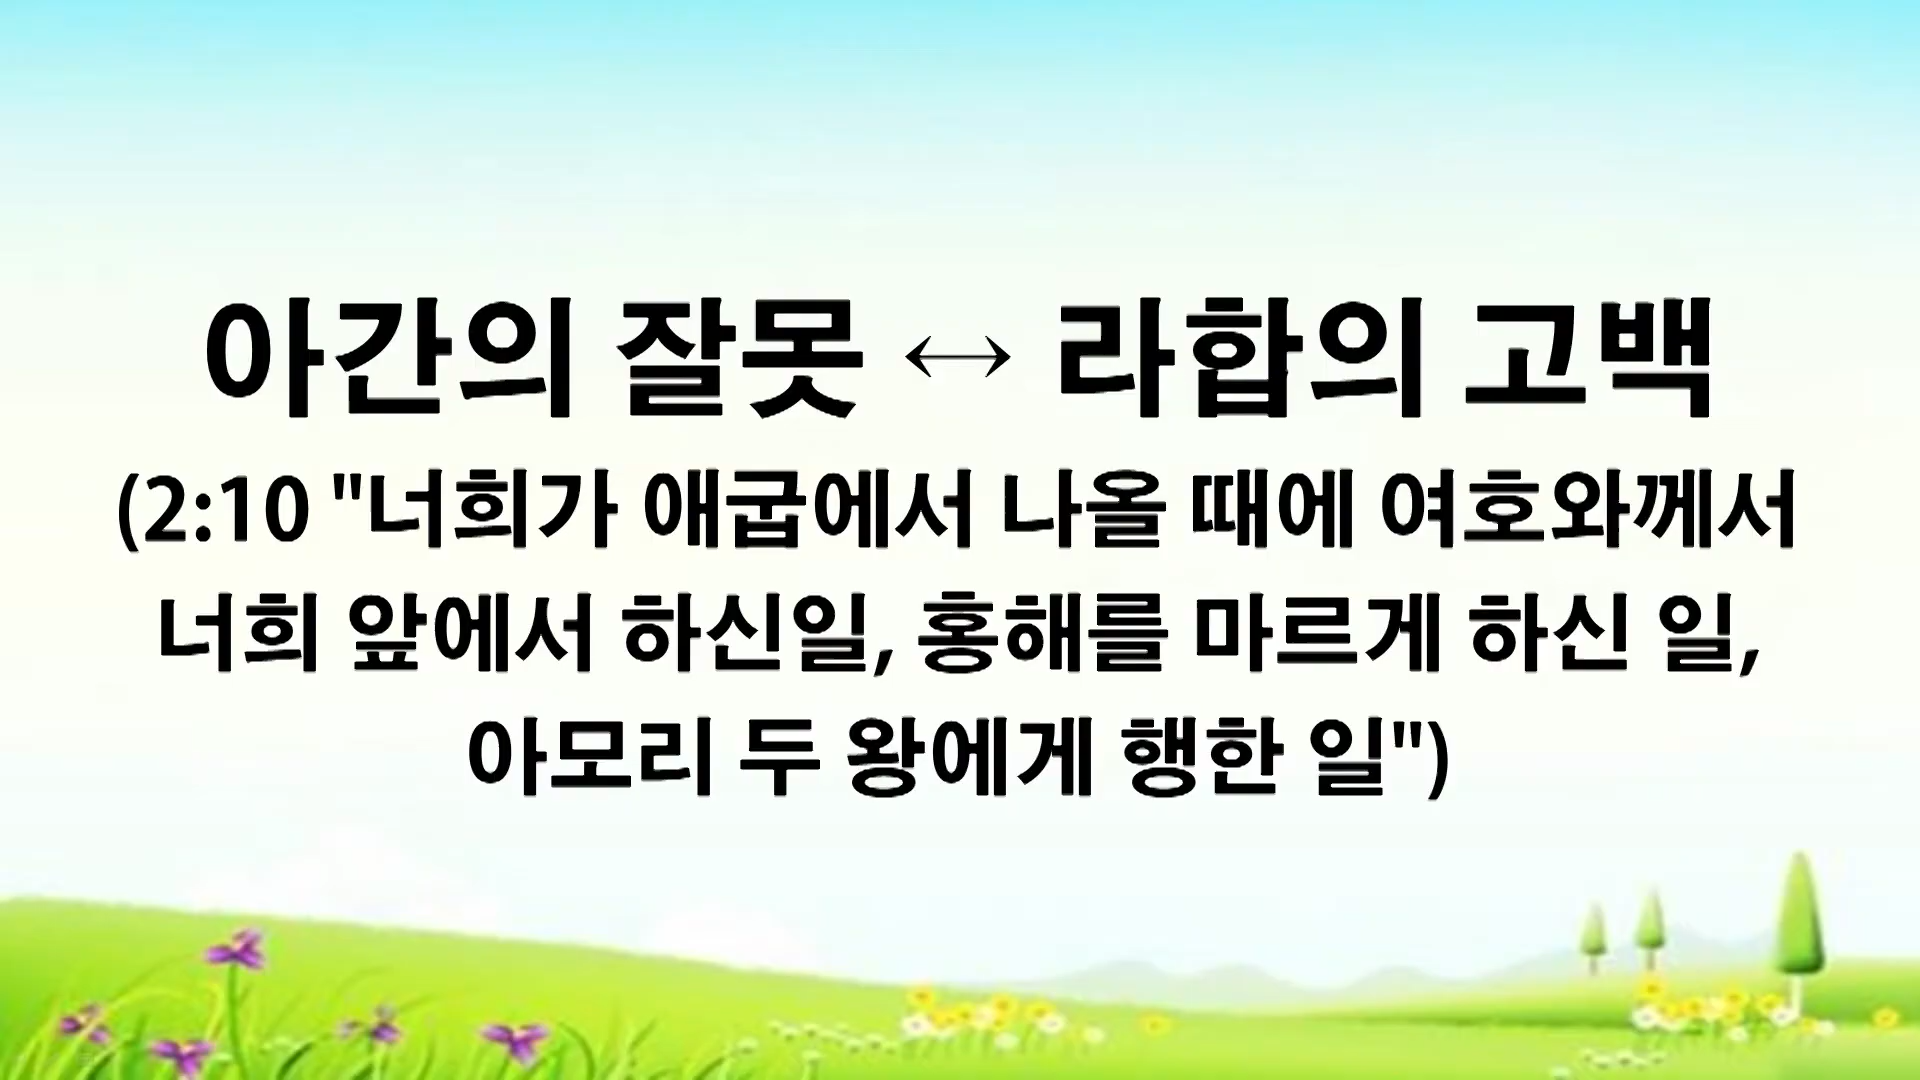 아간의 잘못 ↔ 라합의 고백
(2:10 "너희가 애굽에서 나올 때에 여호와께서
너희 앞에서 하신일, 홍해를 마르게 하신 일,
아모리 두 왕에게 행한 일")